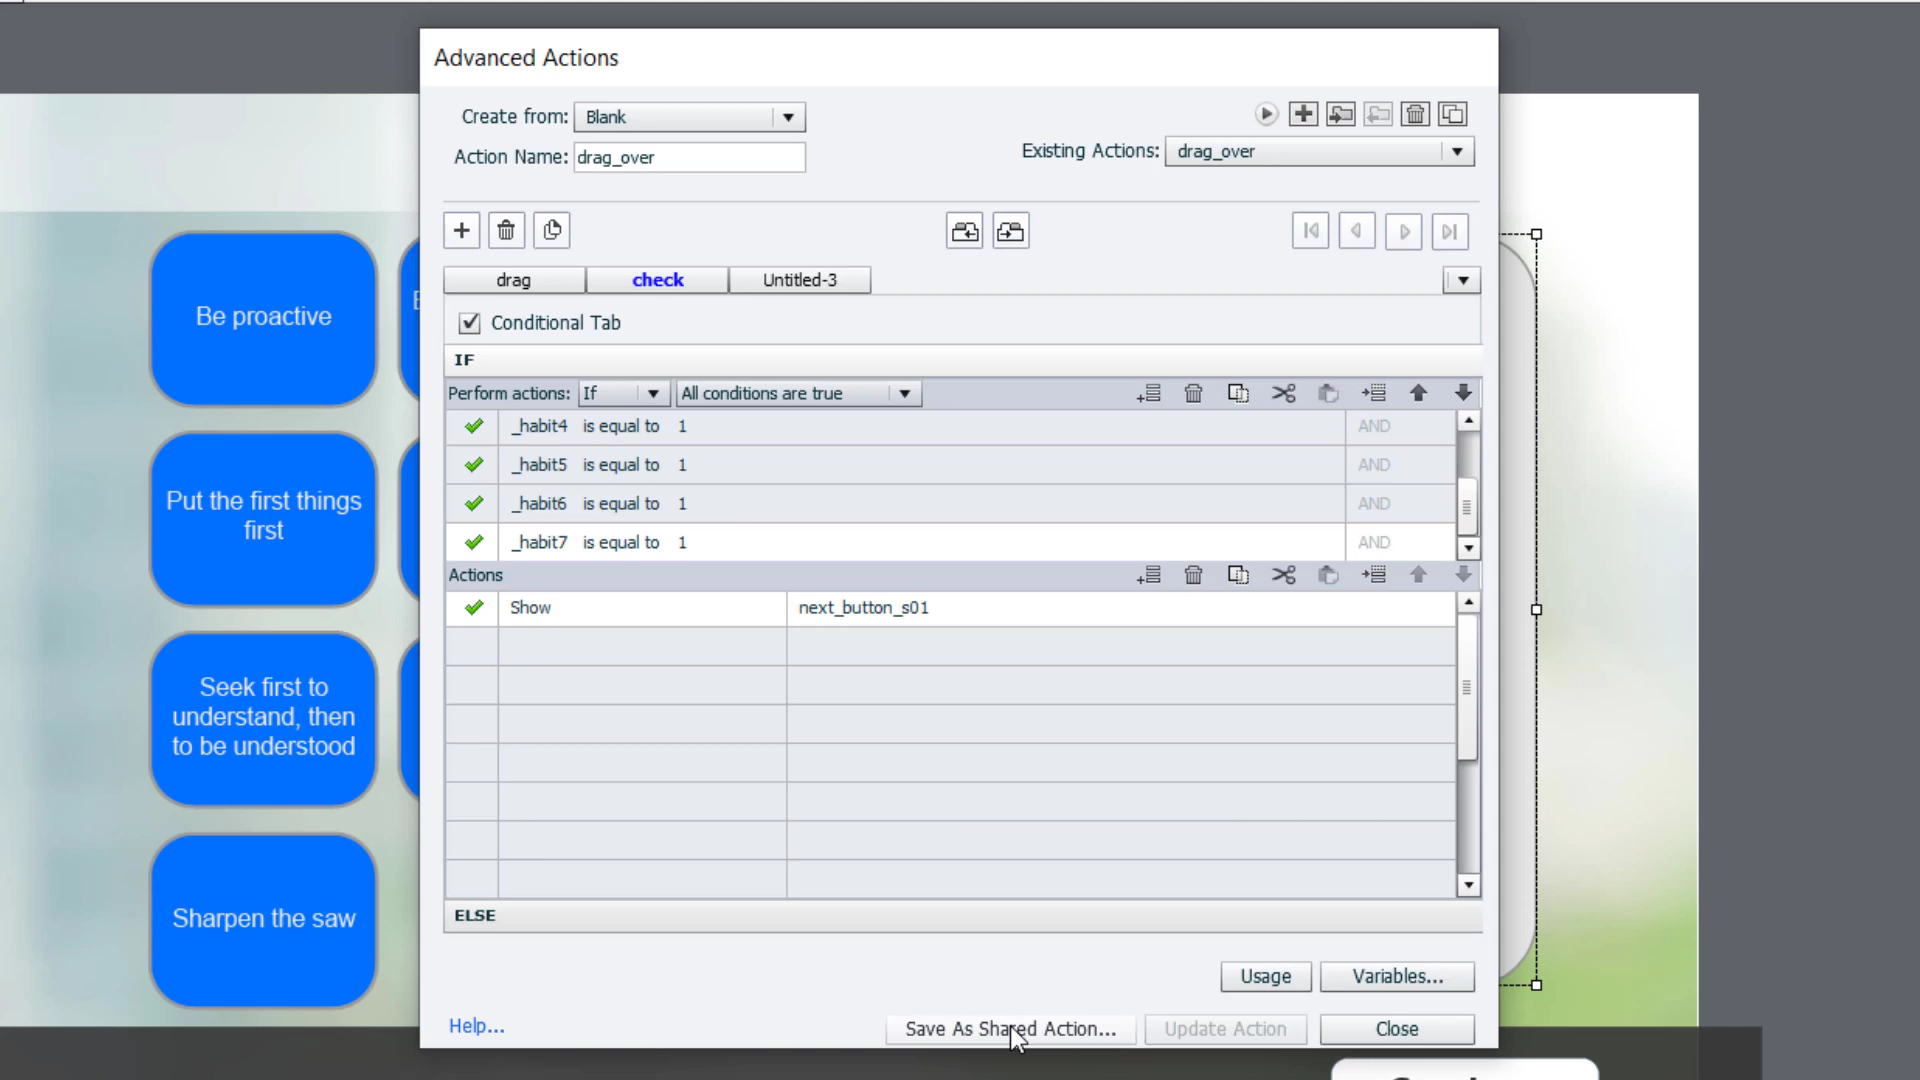 Advanced Actions
Create from: Blank
Action Name: drag_over
Existing Actions: drag_over
drag check Untitled-3
Conditional Tab
IF
Perform actions: If All conditions are true
_habit4 is equal to 1 AND
_habit5 is equal to 1 AND
_habit6 is equal to 1 AND
_habit7 is equal to 1 AND
Actions
Show next_button_s01
ELSE
Usage Variables...
Help... Save As Shared Action... Update Action Close
Be proactive
Put the first things
first
Seek first to
understand, then
to be understood
Sharpen the saw